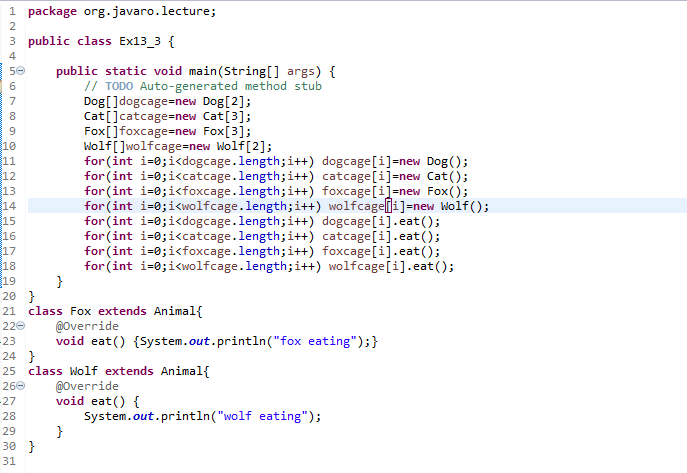 1 package org.javaro.lecture;
2
3 public class Ex13_3 {
4
5     public static void main(String[] args) {
6         // TODO Auto-generated method stub
7         Dog[]dogcage=new Dog[2];
8         Cat[]catcage=new Cat[3];
9         Fox[]foxcage=new Fox[3];
10         Wolf[]wolfcage=new Wolf[2];
11         for(int i=0;i<dogcage.length;i++) dogcage[i]=new Dog();
12         for(int i=0;i<catcage.length;i++) catcage[i]=new Cat();
13         for(int i=0;i<foxcage.length;i++) foxcage[i]=new Fox();
14         for(int i=0;i<wolfcage.length;i++) wolfcage[i]=new Wolf();
15         for(int i=0;i<dogcage.length;i++) dogcage[i].eat();
16         for(int i=0;i<catcage.length;i++) catcage[i].eat();
17         for(int i=0;i<foxcage.length;i++) foxcage[i].eat();
18         for(int i=0;i<wolfcage.length;i++) wolfcage[i].eat();
19     }
20 }
21 class Fox extends Animal{
22     @Override
23     void eat() {System.out.println("fox eating");}
24 }
25 class Wolf extends Animal{
26     @Override
27     void eat() {
28         System.out.println("wolf eating");
29     }
30 }
31